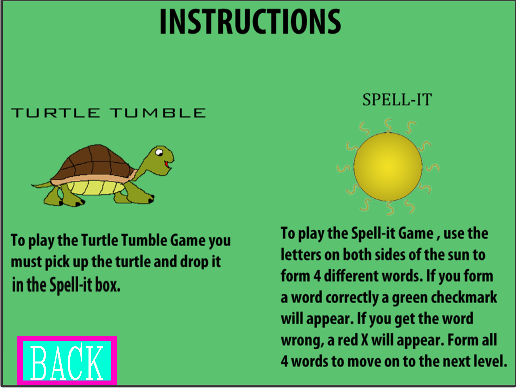 INSTRUCTIONS
TURTLE TUMBLE
To play the Turtle Tumble Game you
must pick up the turtle and drop it
in the Spell-it box.
SPELL-IT
To play the Spell-it Game , use the
letters on both sides of the sun to
form 4 different words. If you form
a word correctly a green checkmark
will appear. If you get the word
wrong, a red X will appear. Form all
4 words to move on to the next level.
BACK